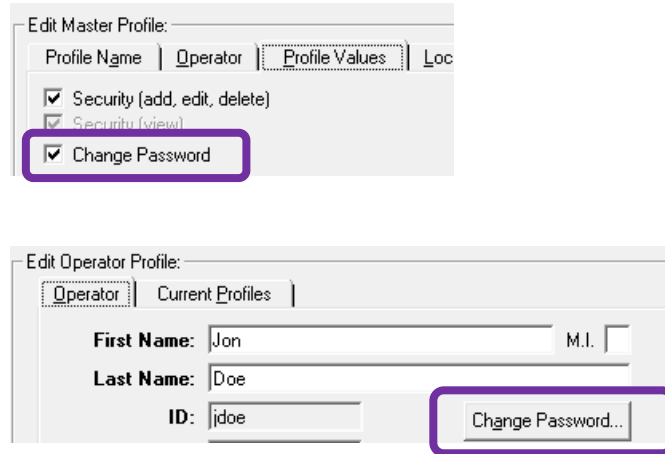 Edit Master Profile:
Profile Name Operator Profile Values Loc
Security (add, edit, delete)
Security (view)
Change Password
Edit Operator Profile:
Operator Current Profiles
First Name: Jon M.I.
Last Name: Doe
ID: jdoe Change Password...